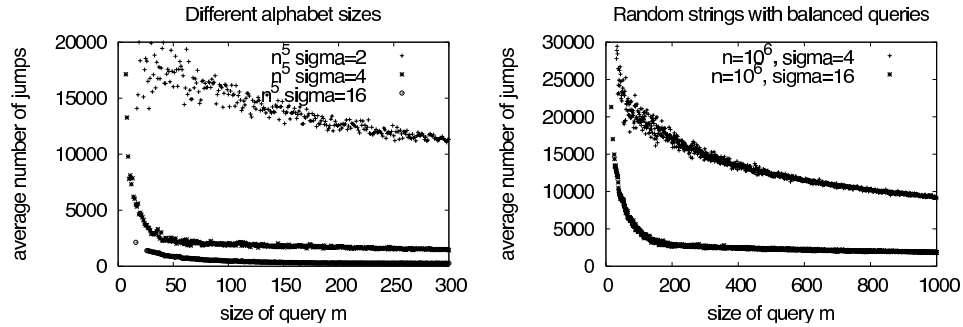 Different alphabet sizes
average number of jumps
20000
15000
10000
5000
0
n5 sigma=2
n5 sigma=4
n5 sigma=16
0 50 100 150 200 250 300
size of query m
Random strings with balanced queries
average number of jumps
30000
25000
20000
15000
10000
5000
0
n=10^6, sigma=4
n=10^6, sigma=16
0 200 400 600 800 1000
size of query m